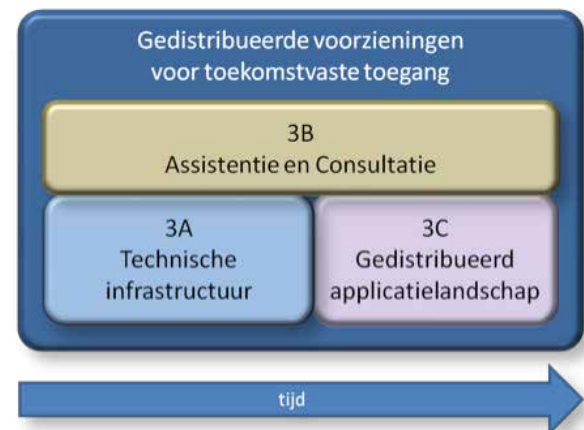 Gedistribueerde voorzieningen
voor toekomstvaste toegang
3B
Assistentie en Consultatie
3A
Technische
infrastructuur
3C
Gedistribueerd
applicatielandschap
tijd